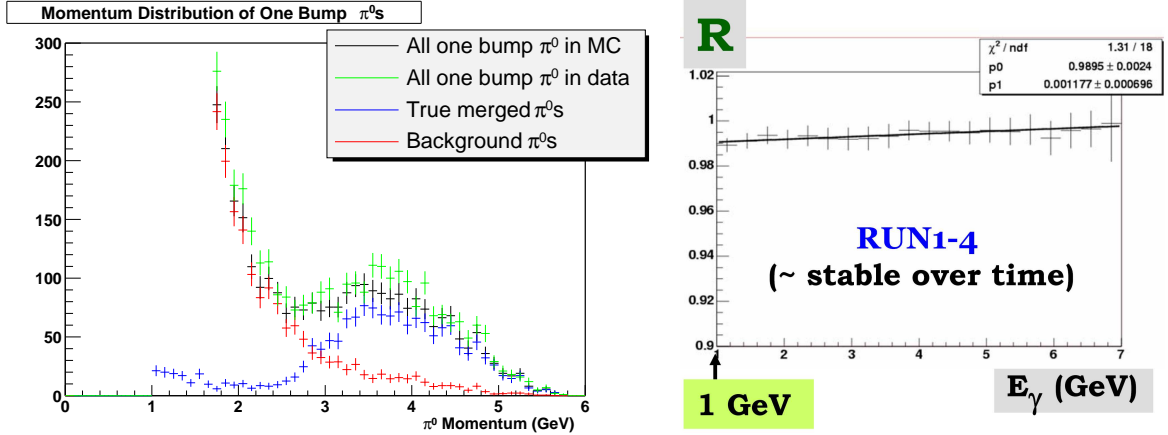 Momentum Distribution of One Bump π⁰s
All one bump π⁰ in MC
All one bump π⁰ in data
True merged π⁰s
Background π⁰s
300
250
200
150
100
50
0
0 1 2 3 4 5 6
π⁰ Momentum (GeV)
R
χ² / ndf 1.31 / 18
p0 0.9895 ± 0.0024
p1 0.001177 ± 0.000696
1.02
1
0.98
0.96
0.94
0.92
0.9
RUN1-4
(~ stable over time)
1 2 3 4 5 6 7
1 GeV
Eγ (GeV)